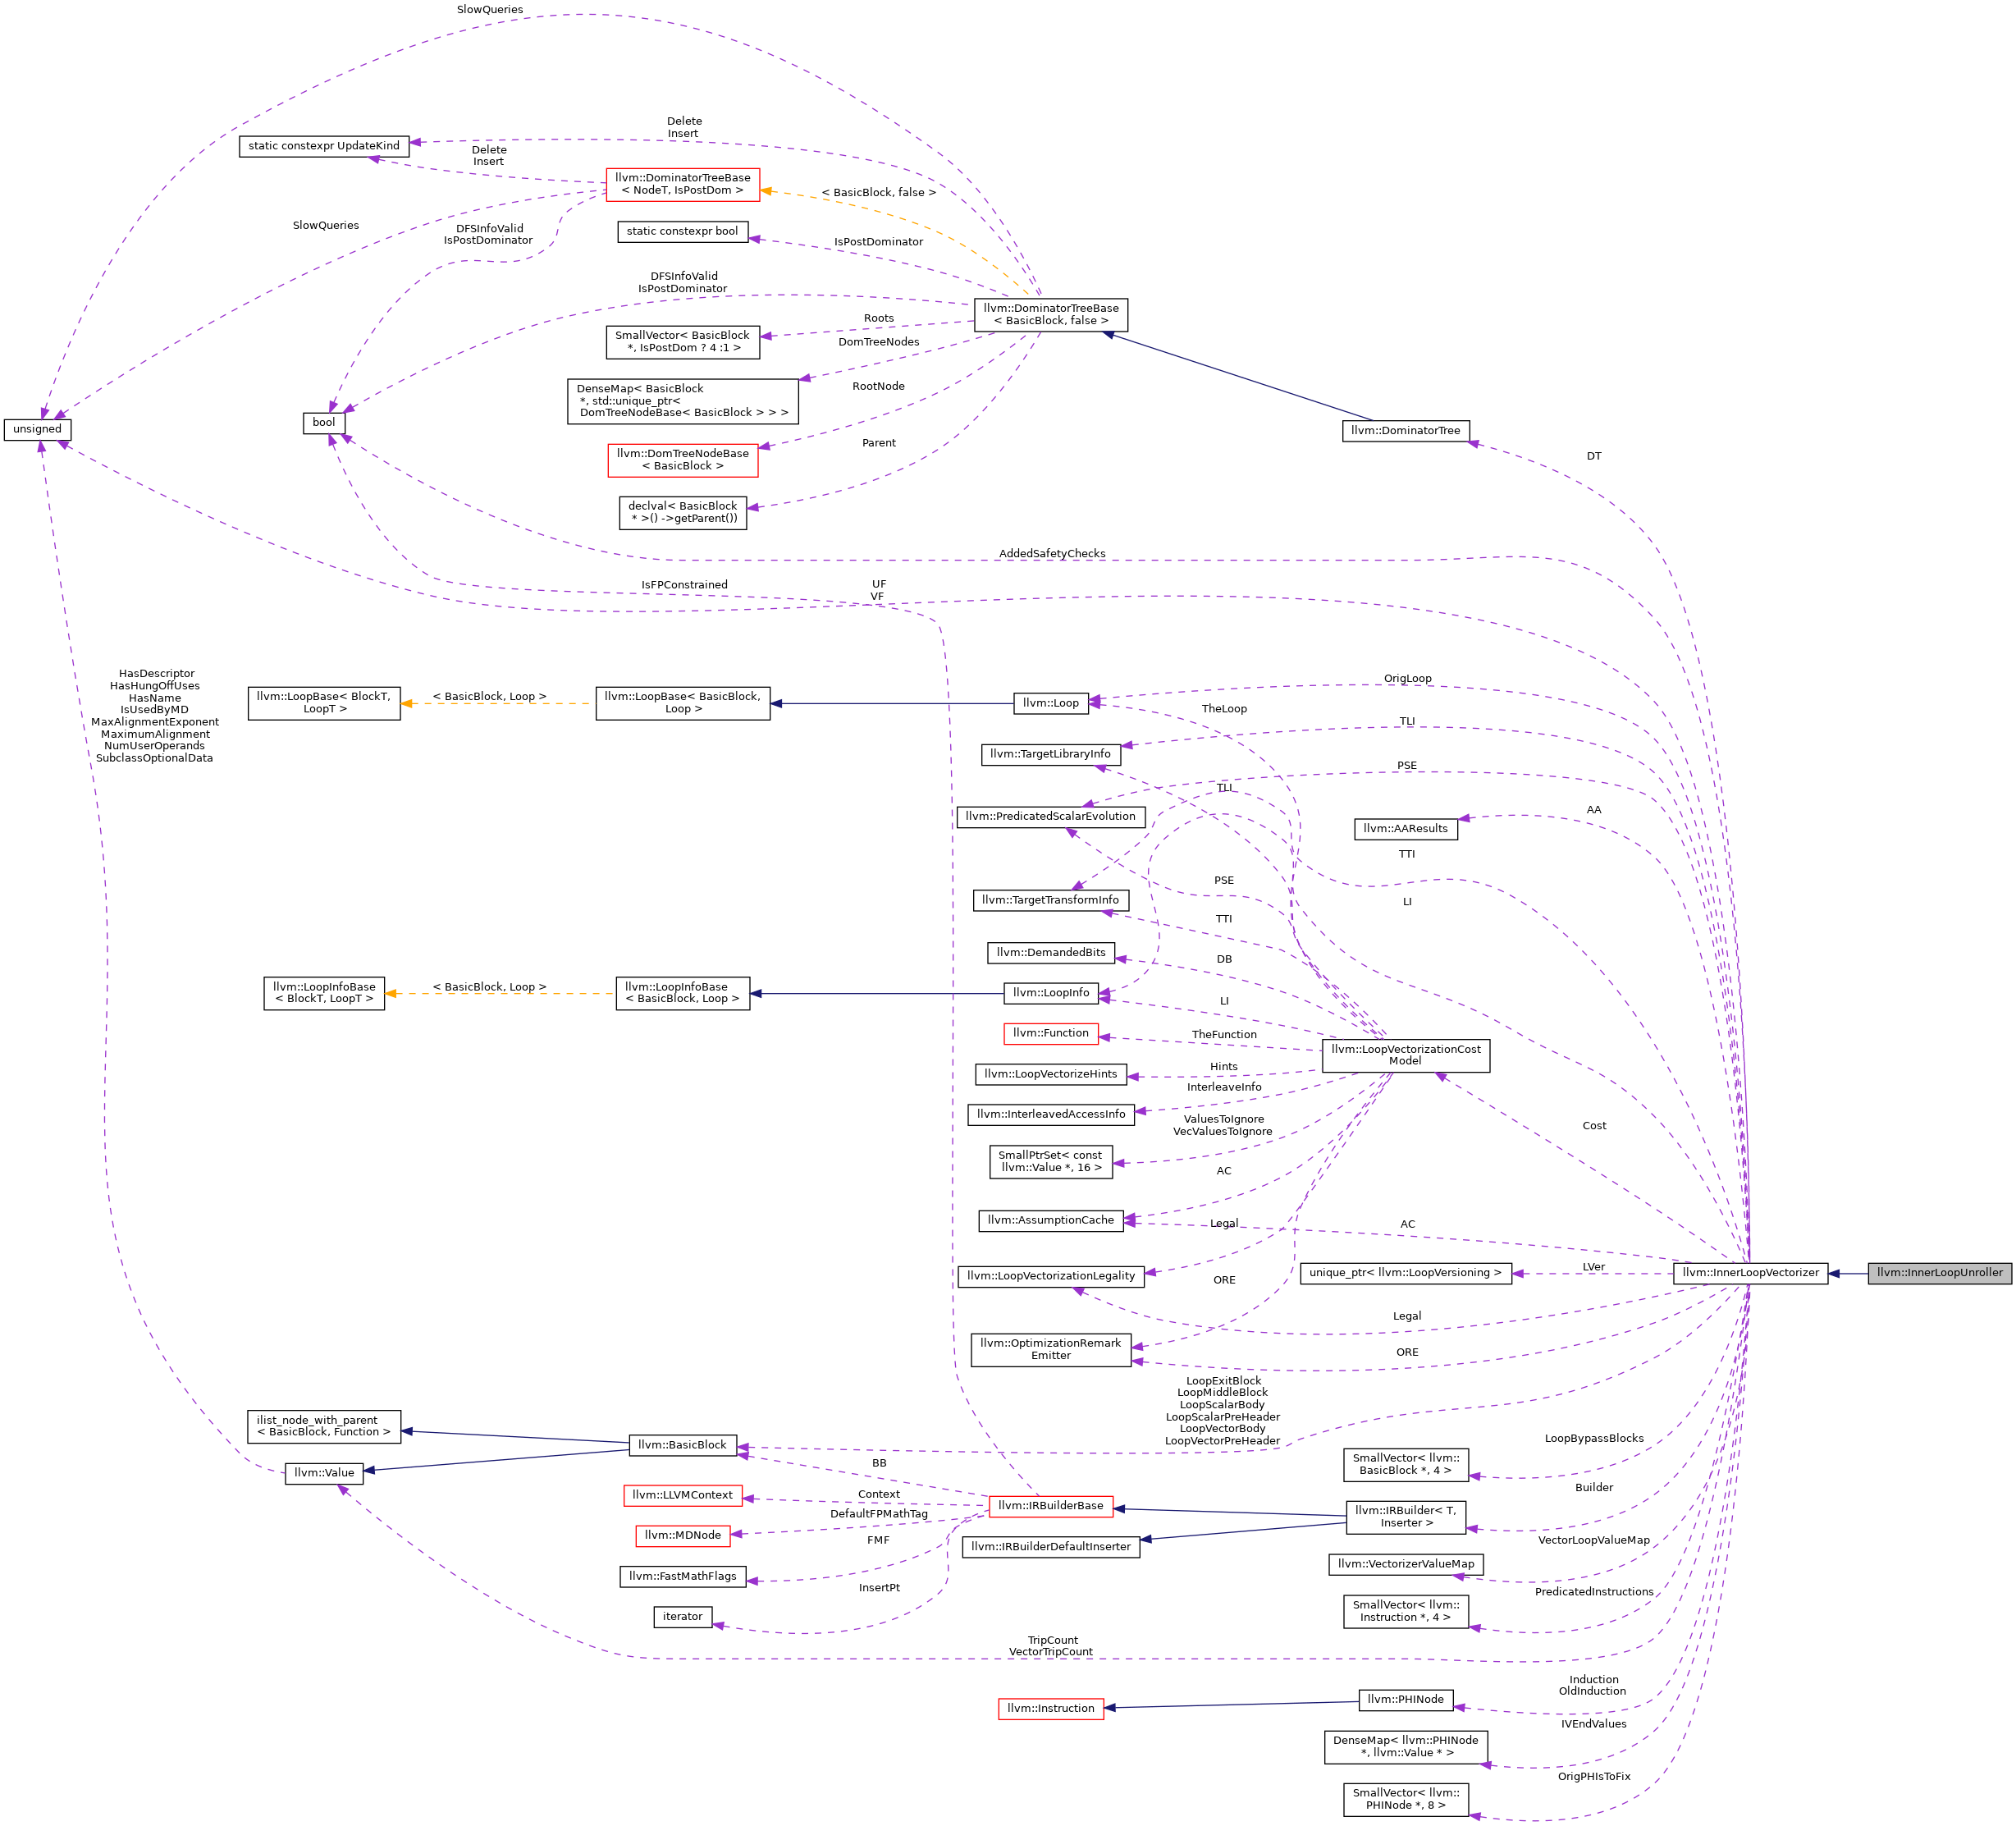 SlowQueries
Delete
Insert
static constexpr UpdateKind
Delete
Insert
llvm::DominatorTreeBase
< NodeT, IsPostDom >
< BasicBlock, false >
SlowQueries
DFSInfoValid
IsPostDominator
static constexpr bool
IsPostDominator
DFSInfoValid
IsPostDominator
llvm::DominatorTreeBase
< BasicBlock, false >
Roots
SmallVector< BasicBlock
*, IsPostDom ? 4 :1 >
DomTreeNodes
DenseMap< BasicBlock
*, std::unique_ptr<
DomTreeNodeBase< BasicBlock > > >
RootNode
unsigned
bool
llvm::DominatorTree
Parent
llvm::DomTreeNodeBase
< BasicBlock >
DT
declval< BasicBlock
* >() ->getParent())
AddedSafetyChecks
IsFPConstrained
UF
VF
HasDescriptor
HasHungOffUses
HasName
IsUsedByMD
MaxAlignmentExponent
MaximumAlignment
NumUserOperands
SubclassOptionalData
llvm::LoopBase< BlockT,
LoopT >
< BasicBlock, Loop >
llvm::LoopBase< BasicBlock,
Loop >
llvm::Loop
OrigLoop
TheLoop
TLI
llvm::TargetLibraryInfo
PSE
TLI
llvm::PredicatedScalarEvolution
AA
llvm::AAResults
TTI
PSE
llvm::TargetTransformInfo
LI
TTI
llvm::DemandedBits
DB
llvm::LoopInfoBase
< BlockT, LoopT >
< BasicBlock, Loop >
llvm::LoopInfoBase
< BasicBlock, Loop >
llvm::LoopInfo
LI
llvm::Function
TheFunction
llvm::LoopVectorizationCost
Model
llvm::LoopVectorizeHints
Hints
InterleaveInfo
llvm::InterleavedAccessInfo
ValuesToIgnore
VecValuesToIgnore
Cost
SmallPtrSet< const
llvm::Value *, 16 >
AC
llvm::AssumptionCache
Legal
AC
llvm::LoopVectorizationLegality
ORE
unique_ptr< llvm::LoopVersioning >
LVer
llvm::InnerLoopVectorizer
llvm::InnerLoopUnroller
Legal
llvm::OptimizationRemark
Emitter
ORE
LoopExitBlock
LoopMiddleBlock
LoopScalarBody
LoopScalarPreHeader
LoopVectorBody
LoopVectorPreHeader
ilist_node_with_parent
< BasicBlock, Function >
llvm::BasicBlock
LoopBypassBlocks
SmallVector< llvm::
BasicBlock *, 4 >
llvm::Value
BB
llvm::LLVMContext
Context
llvm::IRBuilderBase
Builder
llvm::IRBuilder< T,
Inserter >
DefaultFPMathTag
llvm::MDNode
FMF
llvm::IRBuilderDefaultInserter
VectorLoopValueMap
llvm::VectorizerValueMap
llvm::FastMathFlags
InsertPt
PredicatedInstructions
SmallVector< llvm::
Instruction *, 4 >
iterator
TripCount
VectorTripCount
Induction
OldInduction
llvm::Instruction
llvm::PHINode
IVEndValues
DenseMap< llvm::PHINode
*, llvm::Value * >
OrigPHIsToFix
SmallVector< llvm::
PHINode *, 8 >